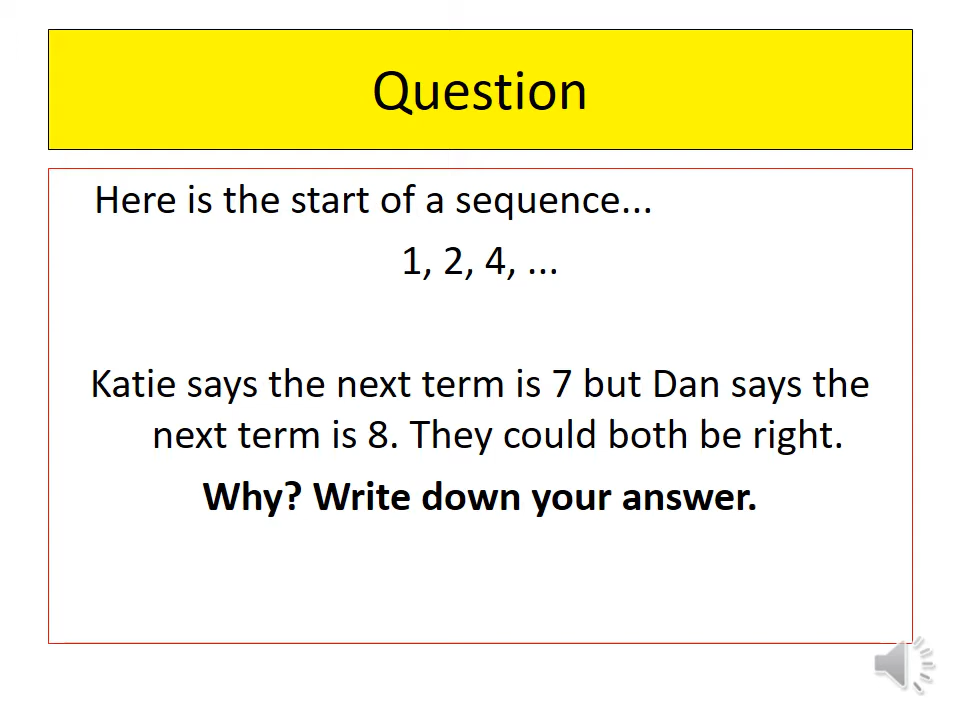 Question
Here is the start of a sequence...
1, 2, 4, ...
Katie says the next term is 7 but Dan says the
next term is 8. They could both be right.
Why? Write down your answer.